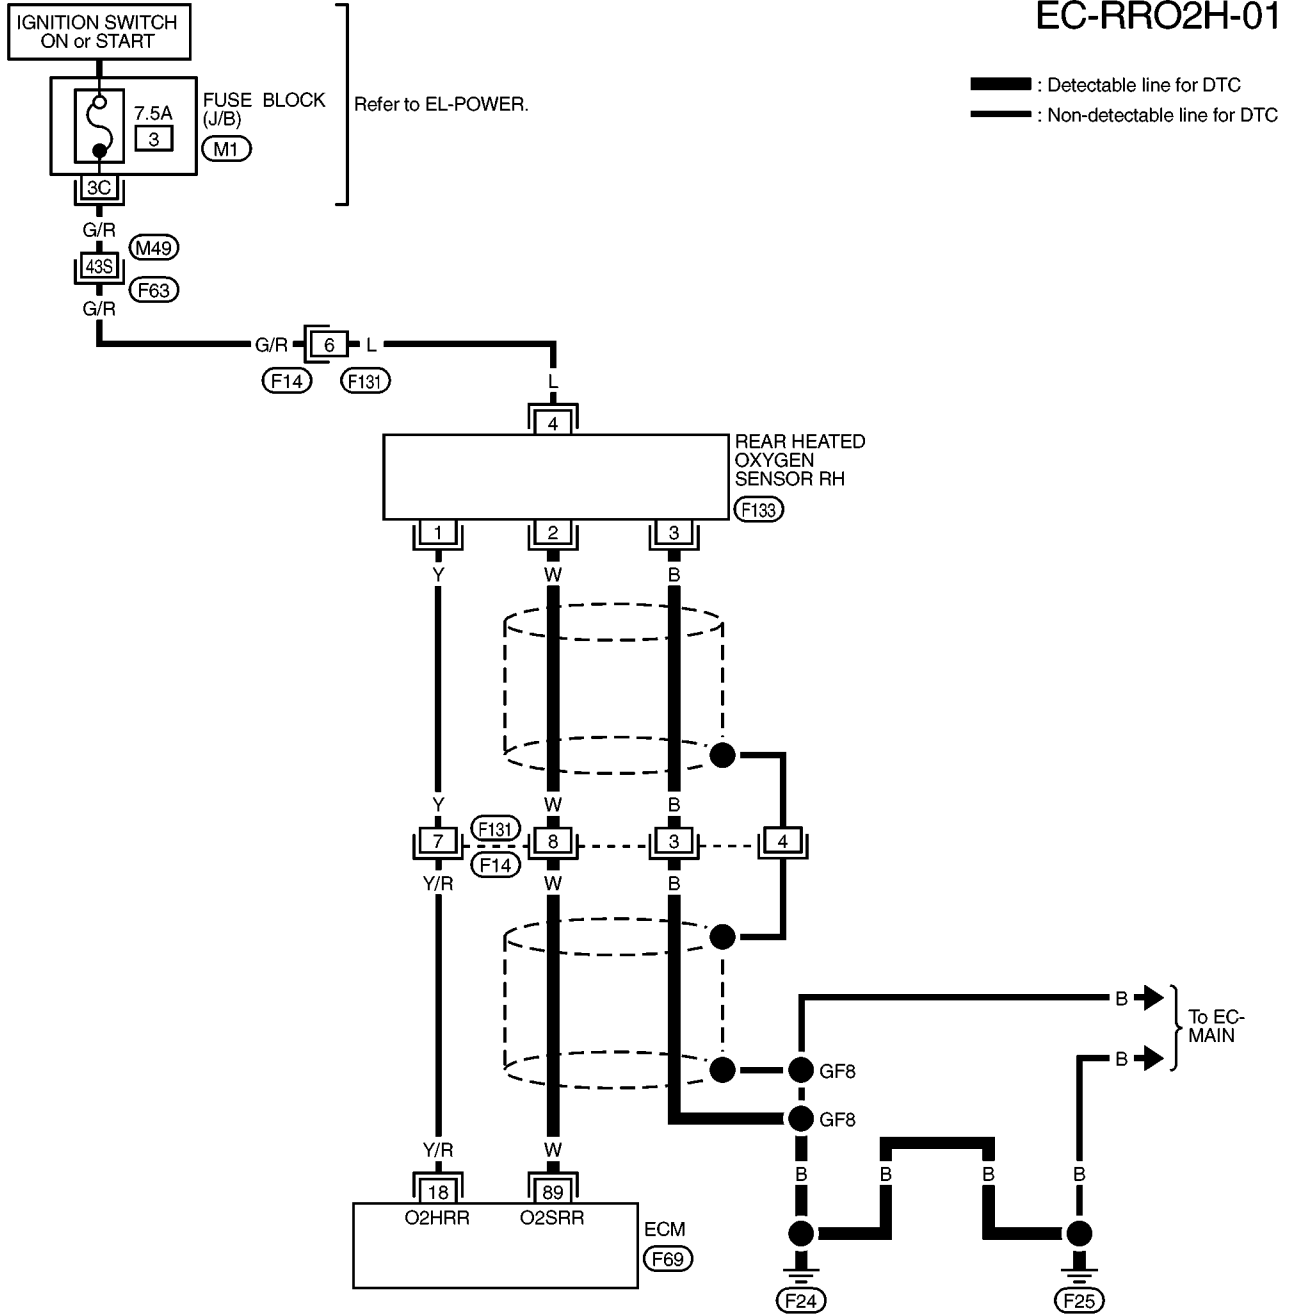 EC-RRO2H-01
IGNITION SWITCH
ON or START
: Detectable line for DTC
: Non-detectable line for DTC
7.5A
3
FUSE BLOCK
(J/B)
M1
Refer to EL-POWER.
3C
G/R
M49
43S
F63
G/R
G/R
6
L
F14
F131
L
4
REAR HEATED
OXYGEN
SENSOR RH
F133
1
2
3
Y
W
B
Y
W
B
7
F131
8
3
4
F14
Y/R
W
B
B
To EC-
MAIN
B
GF8
GF8
Y/R
W
B
B
B
B
18
89
O2HRR
O2SRR
ECM
F69
F24
F25